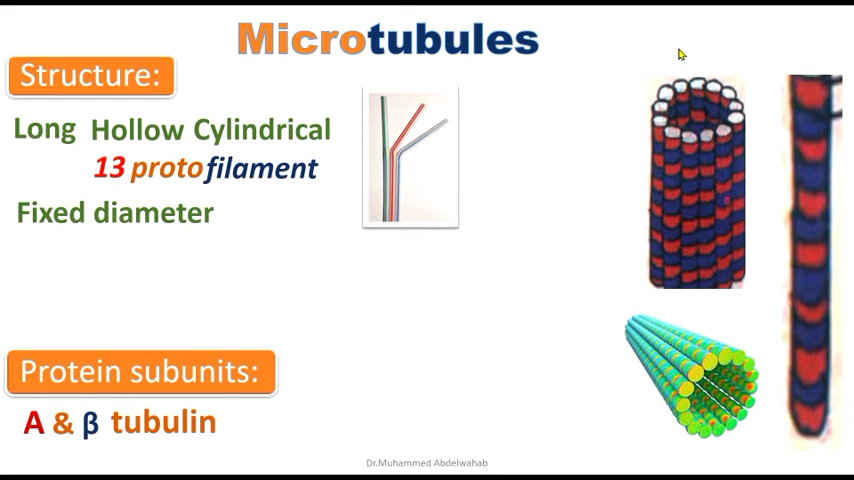 Microtubules
Structure:
Long Hollow Cylindrical
13 protofilament
Fixed diameter
Protein subunits:
A & β tubulin
Dr.Muhammed Abdelwahab